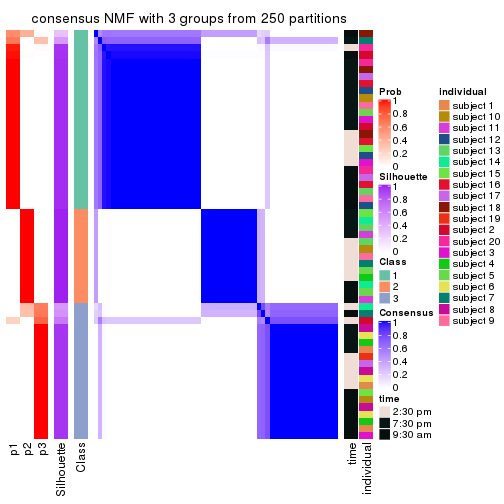 consensus NMF with 3 groups from 250 partitions
Prob
1
0.8
0.6
0.4
0.2
0
Silhouette
1
0.8
0.6
0.4
0.2
0
Class
1
2
3
Consensus
1
0.8
0.6
0.4
0.2
0
time
2:30 pm
7:30 pm
9:30 am
individual
subject 1
subject 10
subject 11
subject 12
subject 13
subject 14
subject 15
subject 16
subject 17
subject 18
subject 19
subject 2
subject 20
subject 3
subject 4
subject 5
subject 6
subject 7
subject 8
subject 9
p1
p2
p3
Silhouette
Class
time
individual